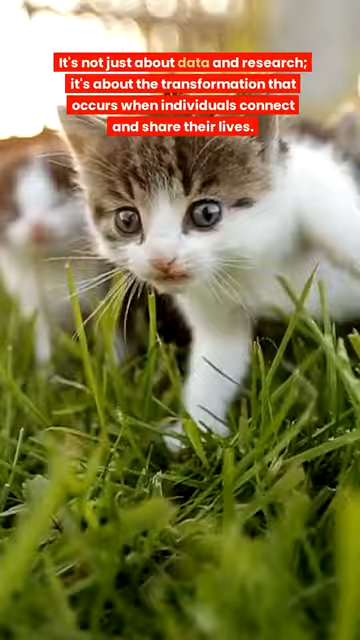 It's not just about data and research;
it's about the transformation that
occurs when individuals connect
and share their lives.